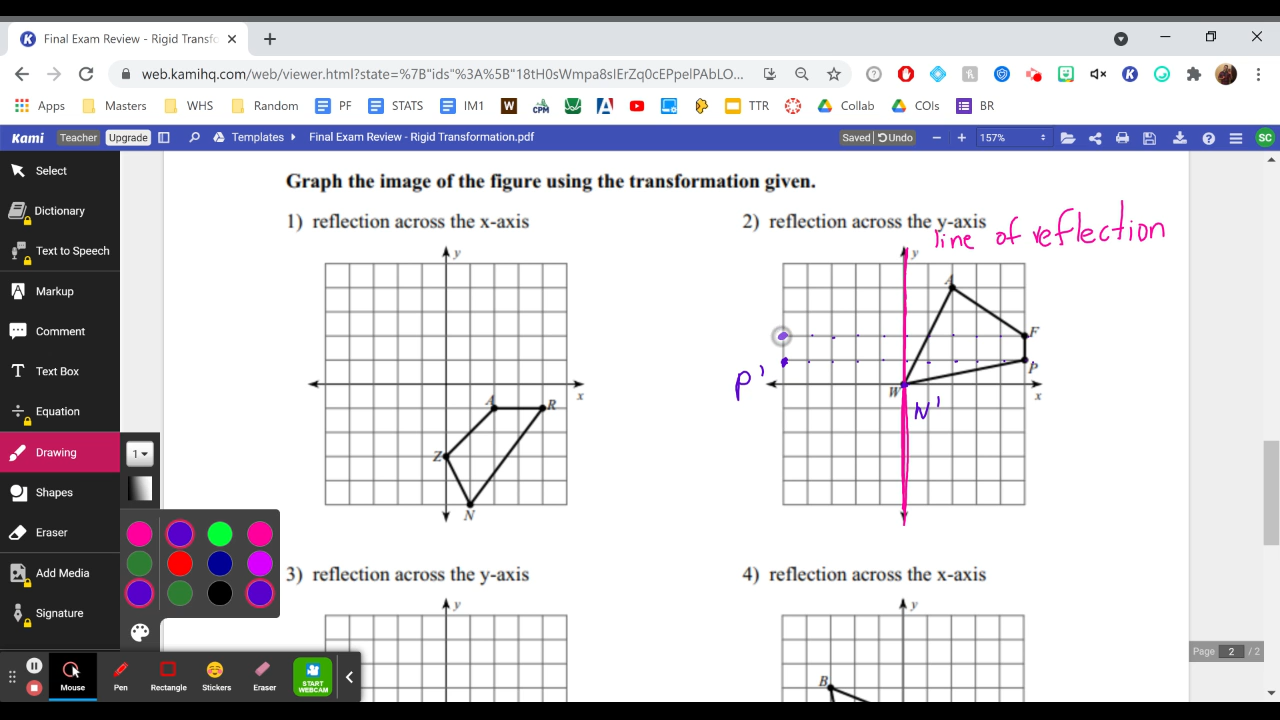 Final Exam Review - Rigid Transfo
web.kamihq.com/web/viewer.html?state=%7B"ids"%3A%5B"18tH0sWmpa8slErZq0cEPpelPAbLO...
Apps Masters WHS Random PF STATS IM1 W CPM TTR Collab COIs BR
Kami Teacher Upgrade Templates Final Exam Review - Rigid Transformation.pdf Saved Undo 157% SC
Select
Dictionary
Text to Speech
Markup
Comment
Text Box
Equation
Drawing
Shapes
Eraser
Add Media
Signature
1
Graph the image of the figure using the transformation given.
1) reflection across the x-axis
y
x
A
R
Z
N
2) reflection across the y-axis
line of reflection
y
A
F
P
P'
W
x
W'
3) reflection across the y-axis
y
4) reflection across the x-axis
y
B
Page 2 / 2
Mouse Pen Rectangle Stickers Eraser START WEBCAM